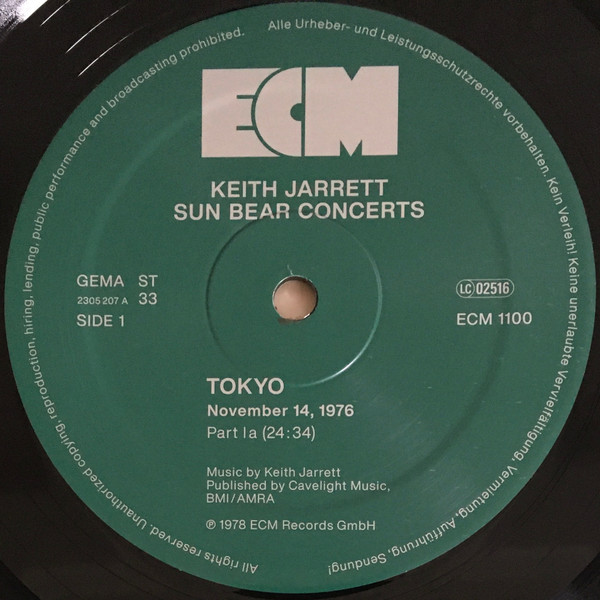 Alle Urheber- und Leistungsschutzrechte vorbehalten. Kein Verleih! Keine unerlaubte Vervielfältigung, Vermietung, Aufführung, Sendung!
All rights reserved. Unauthorized copying, reproduction, hiring, lending, public performance and broadcasting prohibited.
ECM
KEITH JARRETT
SUN BEAR CONCERTS
GEMA ST
2305 207 A 33
SIDE 1
LC 02516
ECM 1100
TOKYO
November 14, 1976
Part Ia (24:34)
Music by Keith Jarrett
Published by Cavelight Music,
BMI/AMRA
℗ 1978 ECM Records GmbH